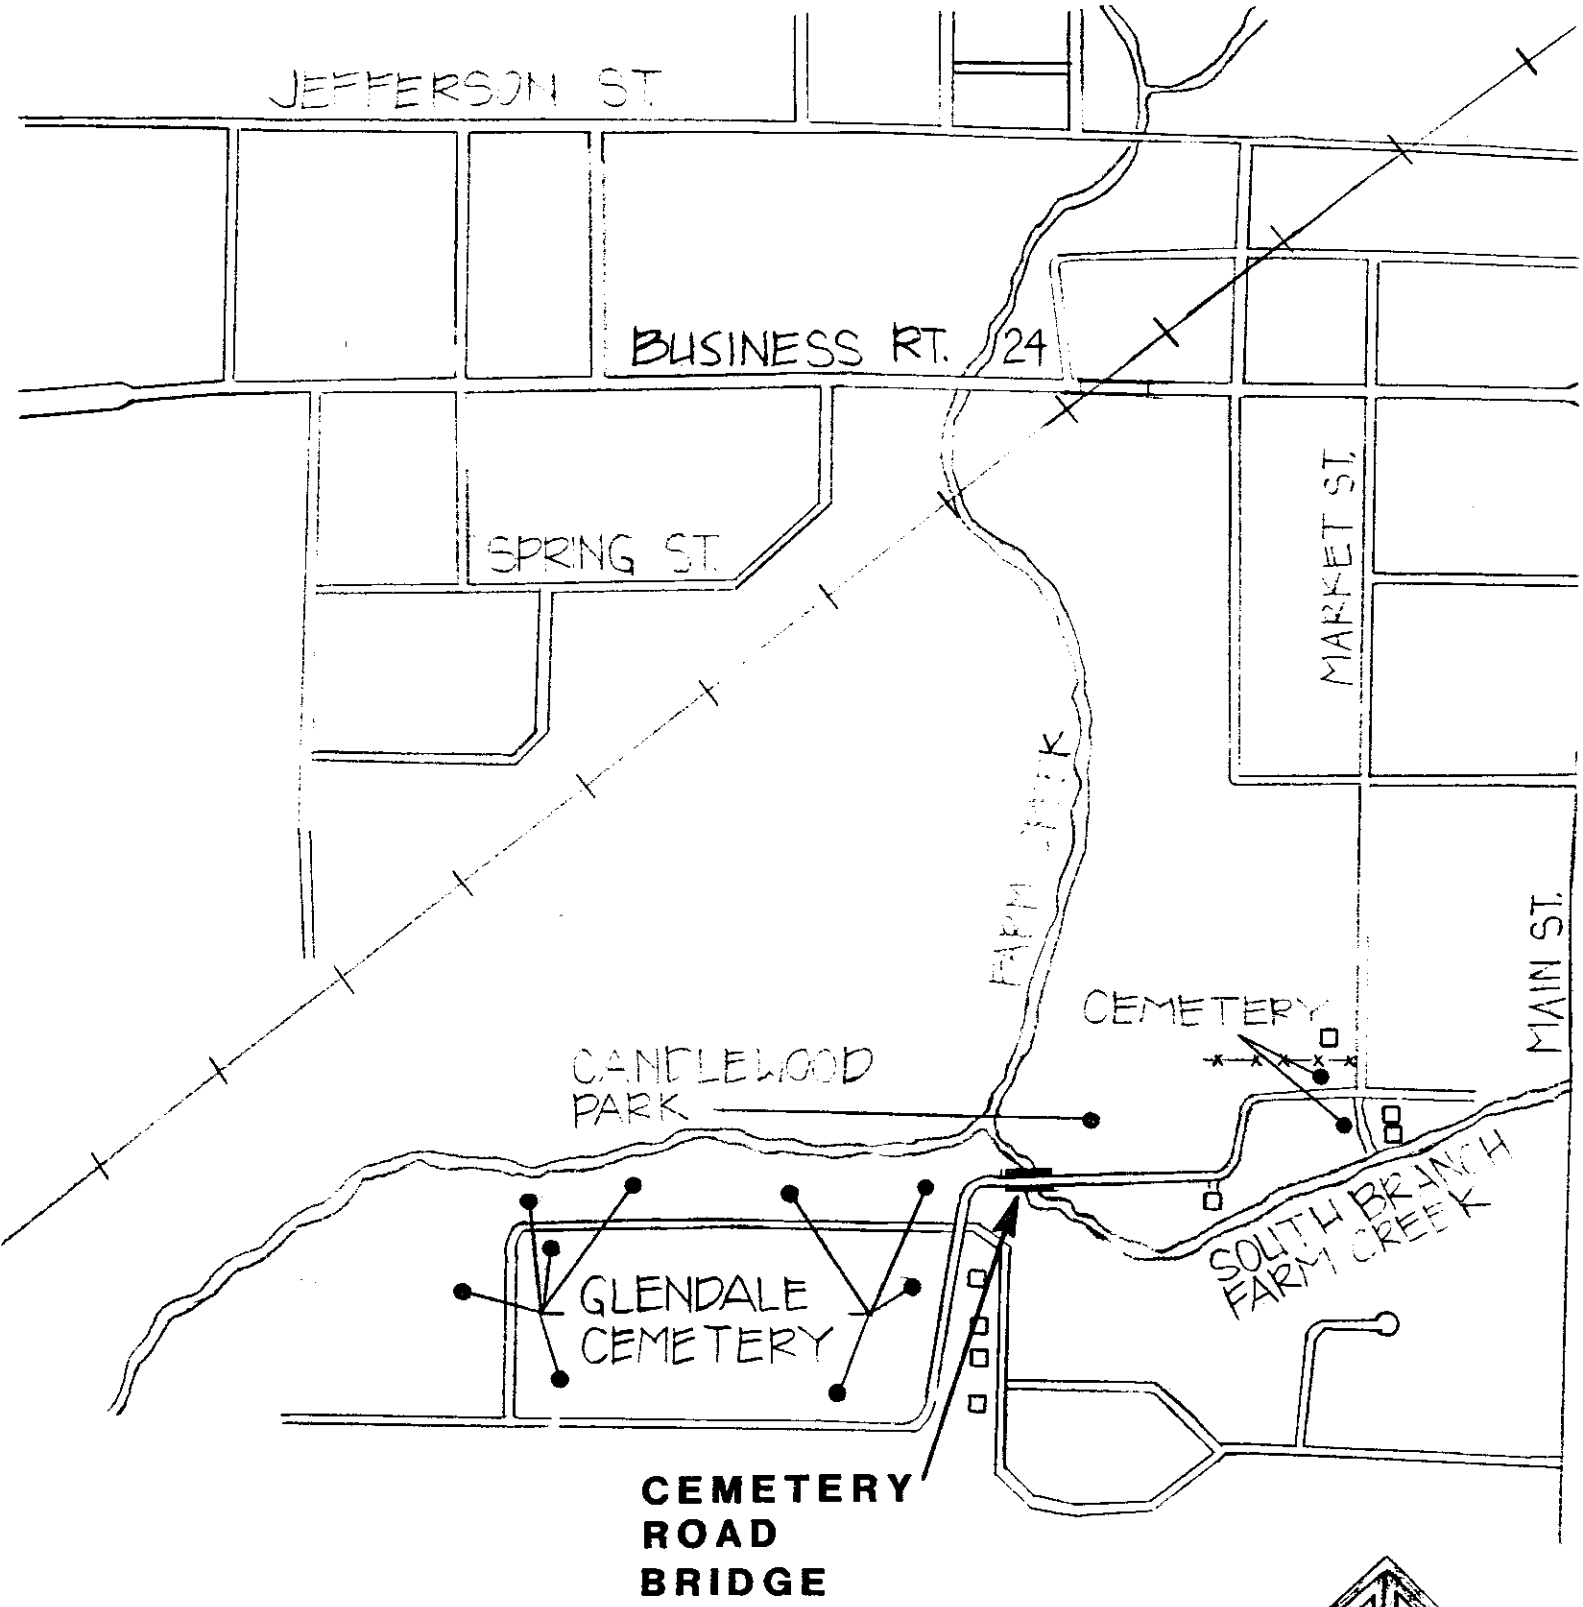 JEFFERSON ST.
BUSINESS RT. 24
SPRING ST.
MARKET ST.
FARM
MAIN ST.
CEMETERY
CANDLEWOOD
PARK
SOUTH BRANCH
FARM CREEK
GLENDALE
CEMETERY
CEMETERY
ROAD
BRIDGE